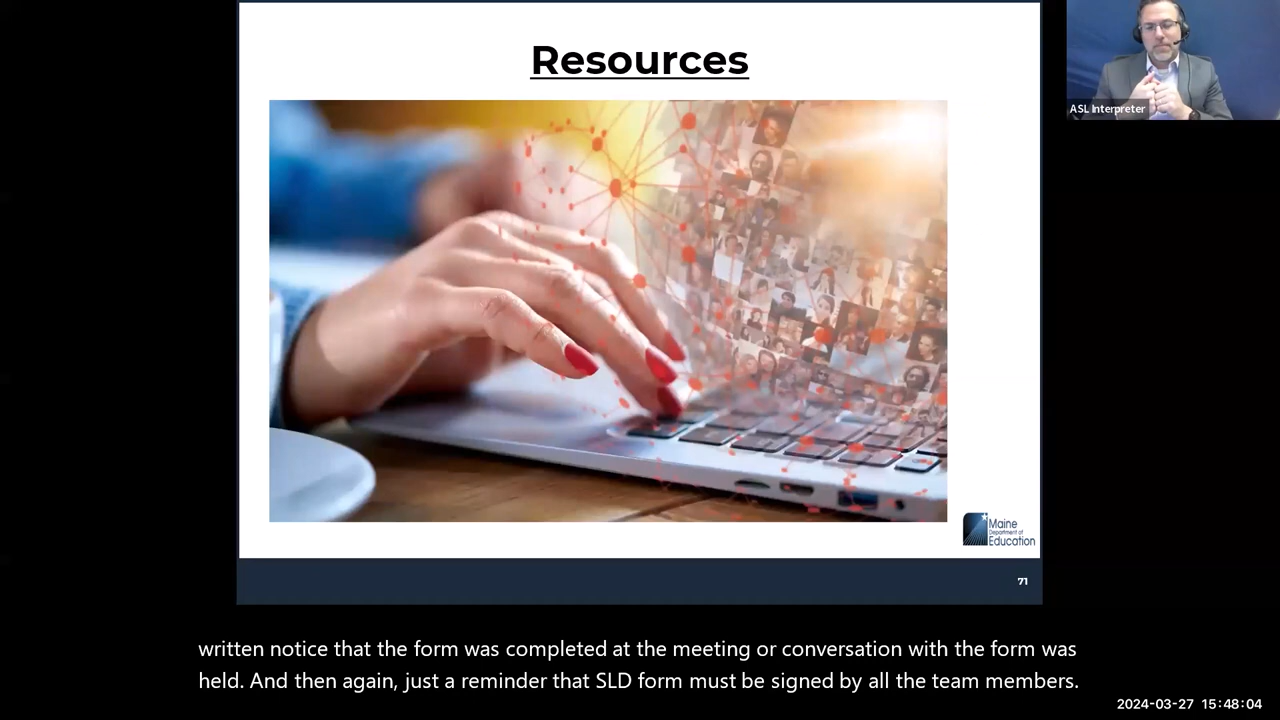 Resources
ASL Interpreter
Maine
Department of
Education
71
written notice that the form was completed at the meeting or conversation with the form was
held. And then again, just a reminder that SLD form must be signed by all the team members.
2024-03-27 15:48:04